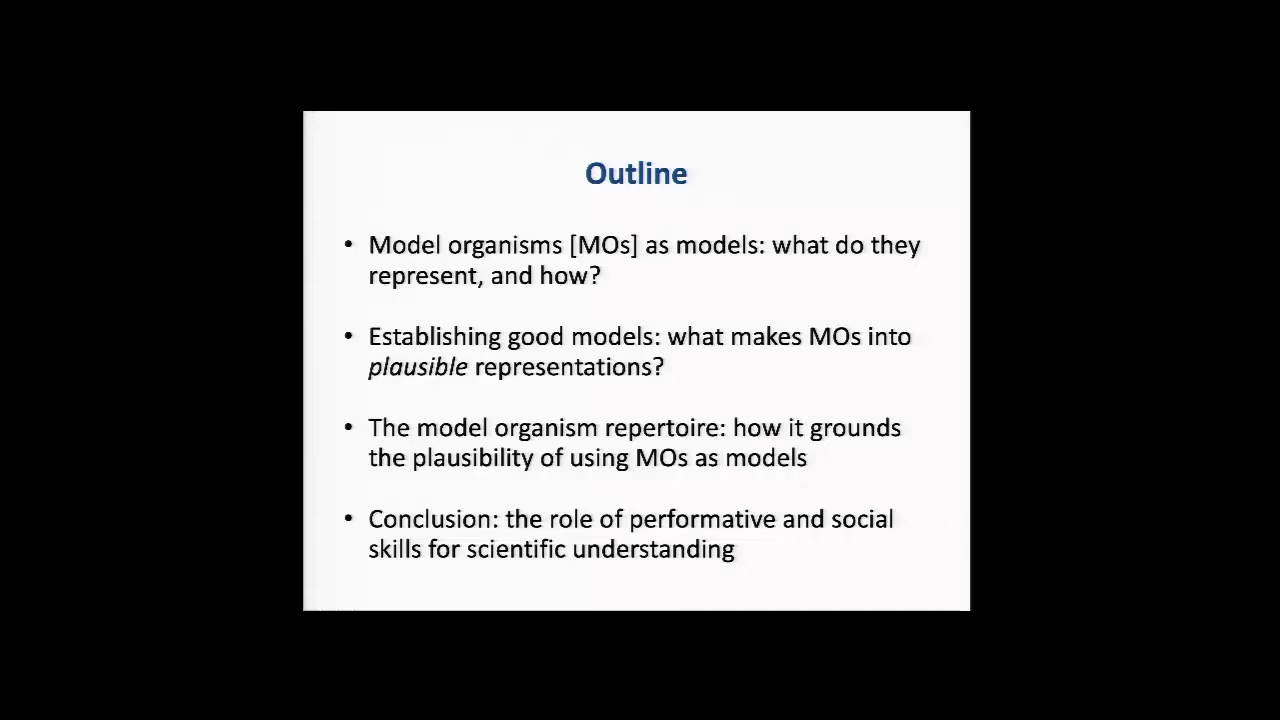 Outline
• Model organisms [MOs] as models: what do they
represent, and how?
• Establishing good models: what makes MOs into
plausible representations?
• The model organism repertoire: how it grounds
the plausibility of using MOs as models
• Conclusion: the role of performative and social
skills for scientific understanding